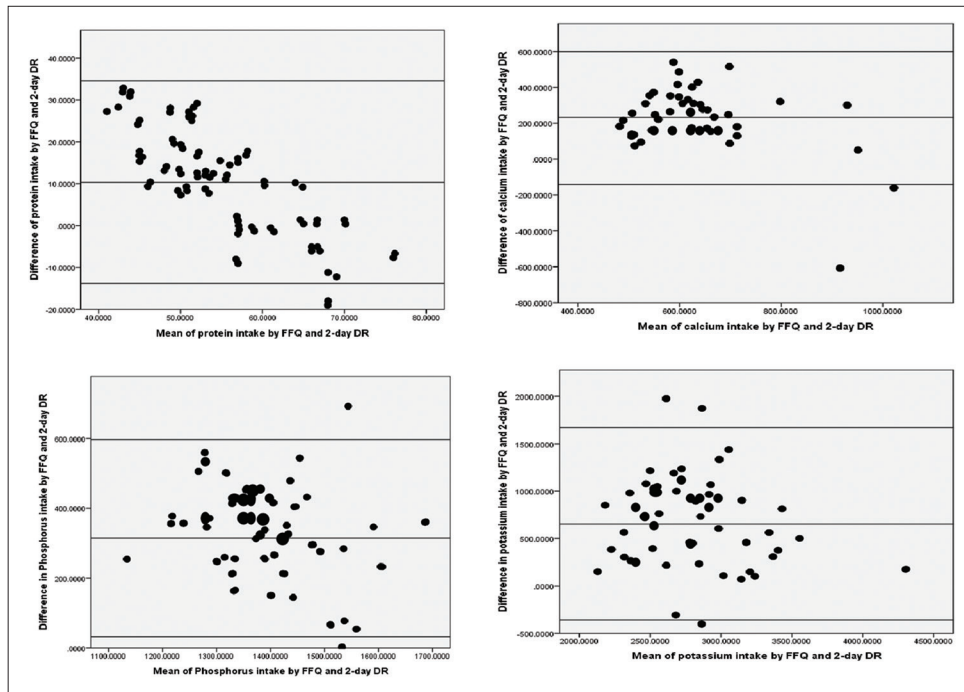 Difference of protein intake by FFQ and 2-day DR
40.0000
30.0000
20.0000
10.0000
.0000
-10.0000
-20.0000
40.0000 50.0000 60.0000 70.0000 80.0000
Mean of protein intake by FFQ and 2-day DR
Difference of calcium intake by FFQ and 2-day DR
600.0000
400.0000
200.0000
.0000
-200.0000
-400.0000
-600.0000
-800.0000
400.0000 600.0000 800.0000 1000.0000
Mean of calcium intake by FFQ and 2-day DR
Difference in Phosphorus intake by FFQ and 2-day DR
600.0000
400.0000
200.0000
.0000
1100.0000 1200.0000 1300.0000 1400.0000 1500.0000 1600.0000 1700.0000
Mean of Phosphorus intake by FFQ and 2-day DR
Difference in potassium intake by FFQ and 2-day DR
2000.0000
1500.0000
1000.0000
500.0000
.0000
-500.0000
2000.0000 2500.0000 3000.0000 3500.0000 4000.0000 4500.0000
Mean of potassium intake by FFQ and 2-day DR